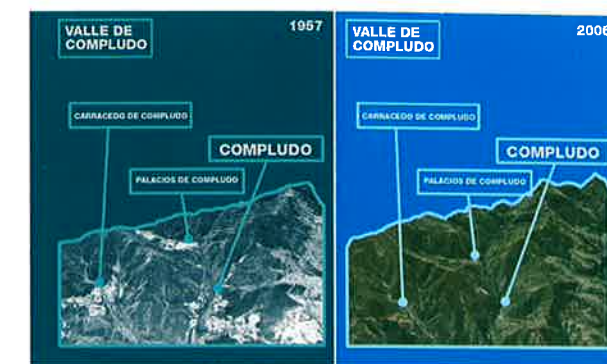 VALLE DE
COMPLUDO
1957
CARRACEDO DE COMPLUDO
COMPLUDO
PALACIOS DE COMPLUDO
VALLE DE
COMPLUDO
2006
CARRACEDO DE COMPLUDO
COMPLUDO
PALACIOS DE COMPLUDO